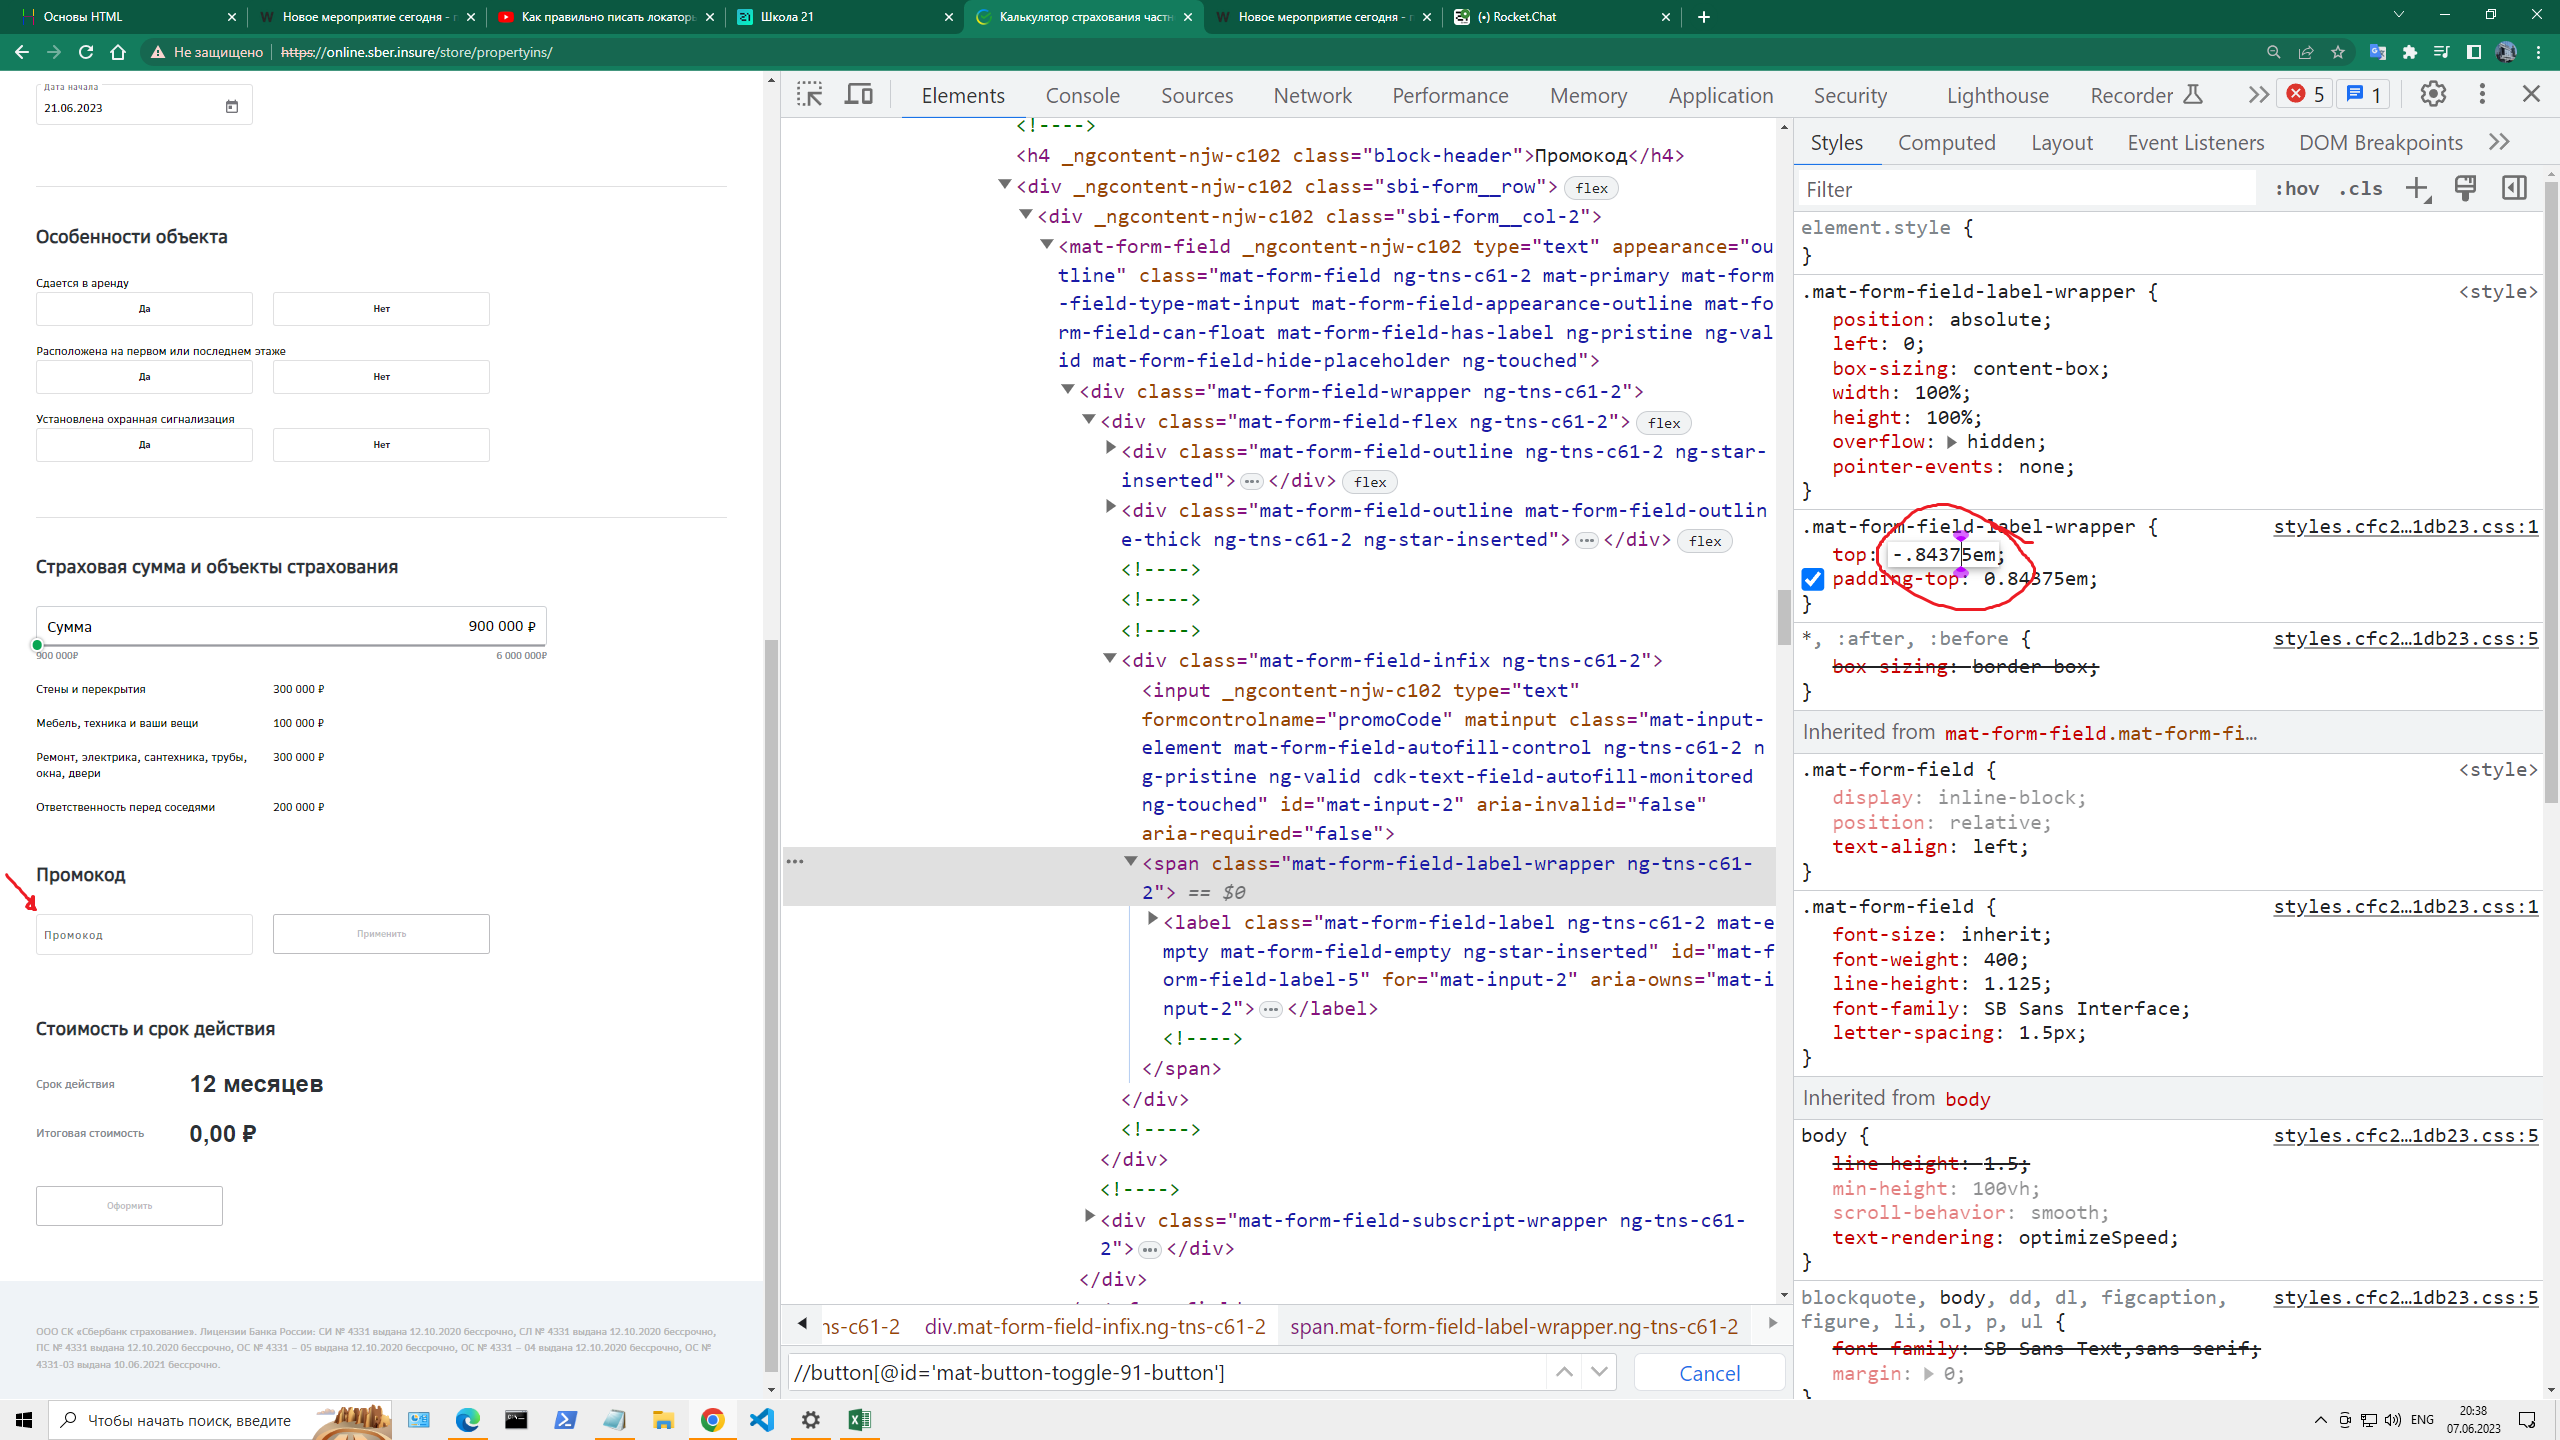 Основы HTML
Новое мероприятие сегодня - п
Как правильно писать локаторы
Школа 21
Калькулятор страхования частн
Новое мероприятие сегодня - п
(•) Rocket.Chat
Не защищено
https://online.sber.insure/store/propertyins/
Дата начала
21.06.2023
Особенности объекта
Сдается в аренду
Да
Нет
Расположена на первом или последнем этаже
Да
Нет
Установлена охранная сигнализация
Да
Нет
Страховая сумма и объекты страхования
Сумма
900 000 ₽
900 000₽
6 000 000₽
Стены и перекрытия 300 000 ₽
Мебель, техника и ваши вещи 100 000 ₽
Ремонт, электрика, сантехника, трубы, 300 000 ₽
окна, двери
Ответственность перед соседями 200 000 ₽
Промокод
Промокод
Применить
Стоимость и срок действия
Срок действия 12 месяцев
Итоговая стоимость 0,00 ₽
Оформить
ООО СК «Сбербанк страхование». Лицензии Банка России: СИ № 4331 выдана 12.10.2020 бессрочно, СЛ № 4331 выдана 12.10.2020 бессрочно,
ПС № 4331 выдана 12.10.2020 бессрочно, ОС № 4331 – 05 выдана 12.10.2020 бессрочно, ОС № 4331 – 04 выдана 12.10.2020 бессрочно, ОС №
4331-03 выдана 10.06.2021 бессрочно.
Elements
Console
Sources
Network
Performance
Memory
Application
Security
Lighthouse
Recorder
5
1
<!---->
<h4 _ngcontent-njw-c102 class="block-header">Промокод</h4>
<div _ngcontent-njw-c102 class="sbi-form__row"> flex
<div _ngcontent-njw-c102 class="sbi-form__col-2">
<mat-form-field _ngcontent-njw-c102 type="text" appearance="ou
tline" class="mat-form-field ng-tns-c61-2 mat-primary mat-form
-field-type-mat-input mat-form-field-appearance-outline mat-fo
rm-field-can-float mat-form-field-has-label ng-pristine ng-val
id mat-form-field-hide-placeholder ng-touched">
<div class="mat-form-field-wrapper ng-tns-c61-2">
<div class="mat-form-field-flex ng-tns-c61-2"> flex
<div class="mat-form-field-outline ng-tns-c61-2 ng-star-
inserted"> ••• </div> flex
<div class="mat-form-field-outline mat-form-field-outlin
e-thick ng-tns-c61-2 ng-star-inserted"> ••• </div> flex
<!---->
<!---->
<!---->
<div class="mat-form-field-infix ng-tns-c61-2">
<input _ngcontent-njw-c102 type="text"
formcontrolname="promoCode" matinput class="mat-input-
element mat-form-field-autofill-control ng-tns-c61-2 n
g-pristine ng-valid cdk-text-field-autofill-monitored
ng-touched" id="mat-input-2" aria-invalid="false"
aria-required="false">
••• <span class="mat-form-field-label-wrapper ng-tns-c61-
2"> == $0
<label class="mat-form-field-label ng-tns-c61-2 mat-e
mpty mat-form-field-empty ng-star-inserted" id="mat-f
orm-field-label-5" for="mat-input-2" aria-owns="mat-i
nput-2"> ••• </label>
<!---->
</span>
</div>
<!---->
</div>
<!---->
<div class="mat-form-field-subscript-wrapper ng-tns-c61-
2"> ••• </div>
</div>
ns-c61-2
div.mat-form-field-infix.ng-tns-c61-2
span.mat-form-field-label-wrapper.ng-tns-c61-2
//button[@id='mat-button-toggle-91-button']
Cancel
Styles
Computed
Layout
Event Listeners
DOM Breakpoints
Filter
:hov
.cls
element.style {
}
.mat-form-field-label-wrapper { <style>
position: absolute;
left: 0;
box-sizing: content-box;
width: 100%;
height: 100%;
overflow: hidden;
pointer-events: none;
}
.mat-form-field-label-wrapper { styles.cfc2…1db23.css:1
top: -.84375em;
padding-top: 0.84375em;
}
*, :after, :before { styles.cfc2…1db23.css:5
box-sizing: border-box;
}
Inherited from mat-form-field.mat-form-fi…
.mat-form-field { <style>
display: inline-block;
position: relative;
text-align: left;
}
.mat-form-field { styles.cfc2…1db23.css:1
font-size: inherit;
font-weight: 400;
line-height: 1.125;
font-family: SB Sans Interface;
letter-spacing: 1.5px;
}
Inherited from body
body { styles.cfc2…1db23.css:5
line-height: 1.5;
min-height: 100vh;
scroll-behavior: smooth;
text-rendering: optimizeSpeed;
}
blockquote, body, dd, dl, figcaption, styles.cfc2…1db23.css:5
figure, li, ol, p, ul {
font-family: SB Sans Text,sans-serif;
margin: 0;
}
Чтобы начать поиск, введите
ENG
20:38
07.06.2023